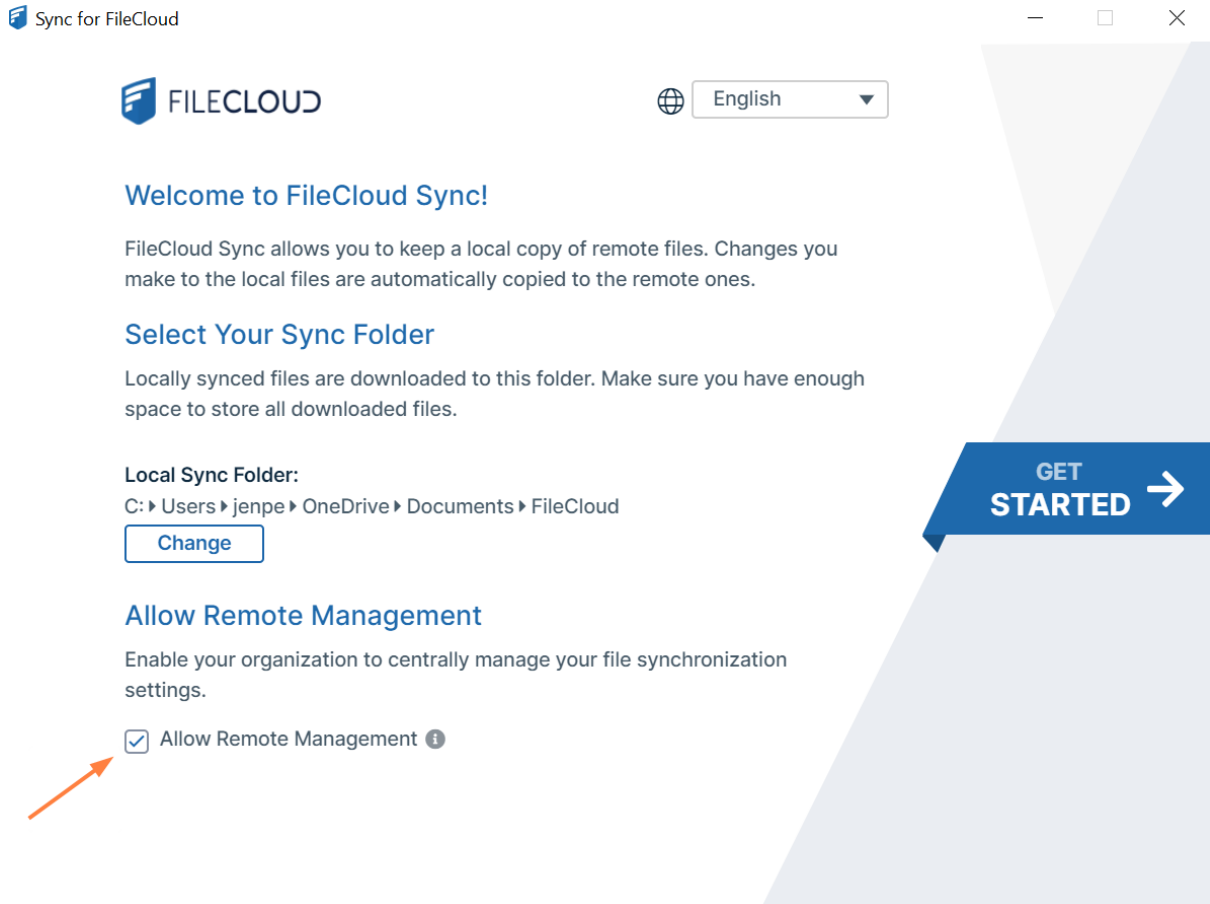 Sync for FileCloud
FILECLOUD
English
Welcome to FileCloud Sync!
FileCloud Sync allows you to keep a local copy of remote files. Changes you
make to the local files are automatically copied to the remote ones.
Select Your Sync Folder
Locally synced files are downloaded to this folder. Make sure you have enough
space to store all downloaded files.
Local Sync Folder:
C: Users jenpe OneDrive Documents FileCloud
Change
GET
STARTED
Allow Remote Management
Enable your organization to centrally manage your file synchronization
settings.
Allow Remote Management